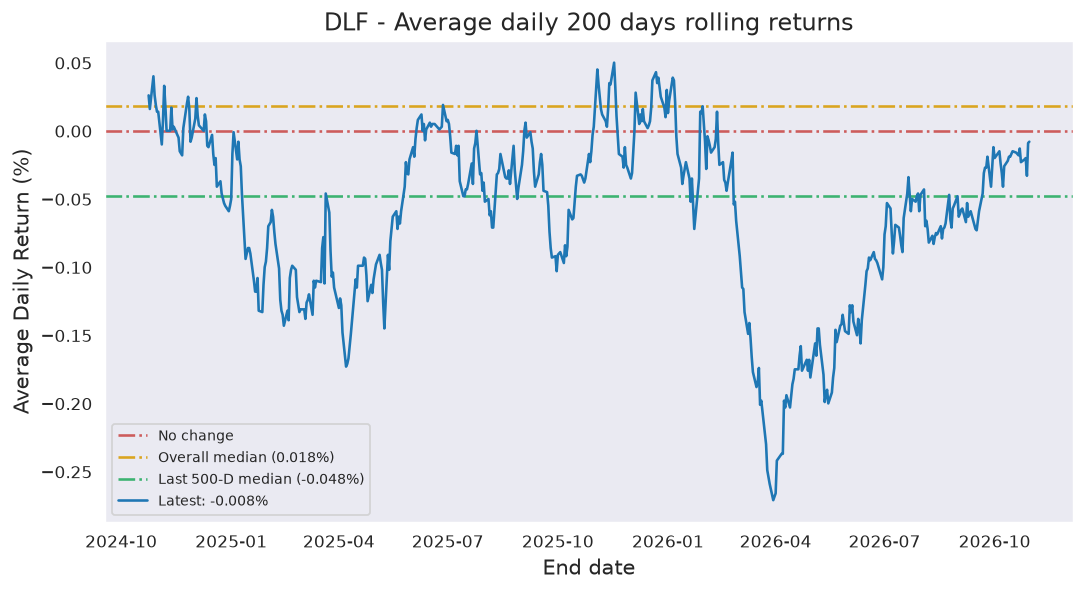 DLF - Average daily 200 days rolling returns
Average Daily Return (%)
0.05
0.00
−0.05
−0.10
−0.15
−0.20
−0.25
No change
Overall median (0.018%)
Last 500-D median (-0.048%)
Latest: -0.008%
2024-10 2025-01 2025-04 2025-07 2025-10 2026-01 2026-04 2026-07 2026-10
End date